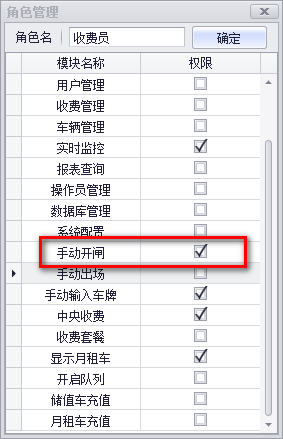 角色管理
角色名 收费员 确定
模块名称 权限
用户管理
收费管理
车辆管理
实时监控
报表查询
操作员管理
数据库管理
系统配置
手动开闸
手动出场
手动输入车牌
中央收费
收费套餐
显示月租车
开启队列
储值车充值
月租车充值